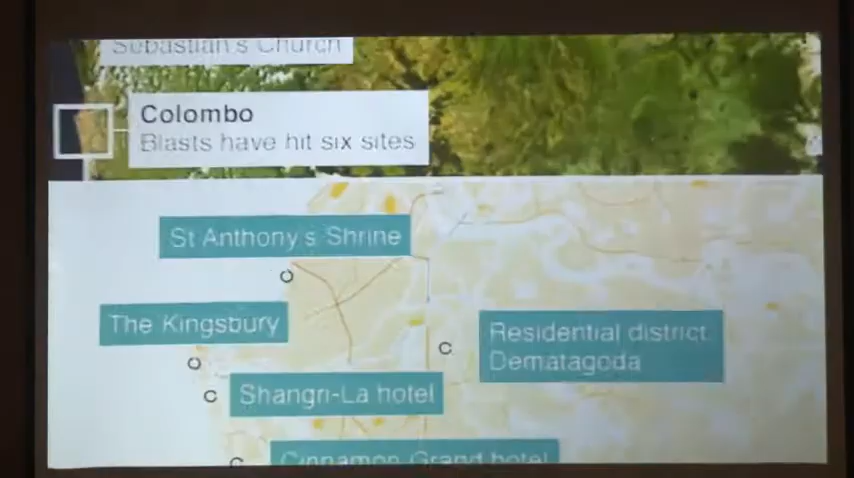 Sebastian's Church
Colombo
Blasts have hit six sites
St Anthony's Shrine
The Kingsbury
Residential district
Dematagoda
Shangri-La hotel
Cinnamon Grand hotel